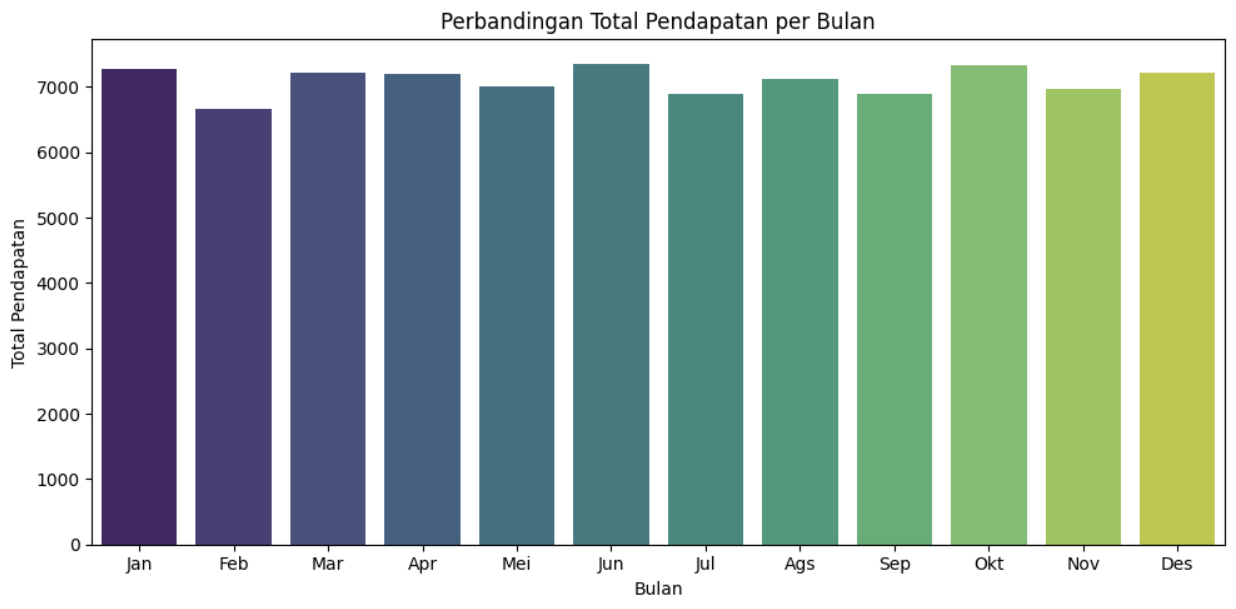 Perbandingan Total Pendapatan per Bulan
Total Pendapatan
7000
6000
5000
4000
3000
2000
1000
0
Jan Feb Mar Apr Mei Jun Jul Ags Sep Okt Nov Des
Bulan